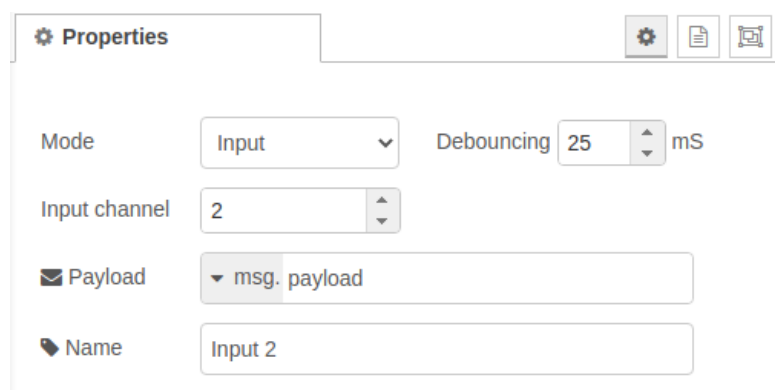 Properties
Mode Input Debouncing 25 mS
Input channel 2
Payload msg. payload
Name Input 2